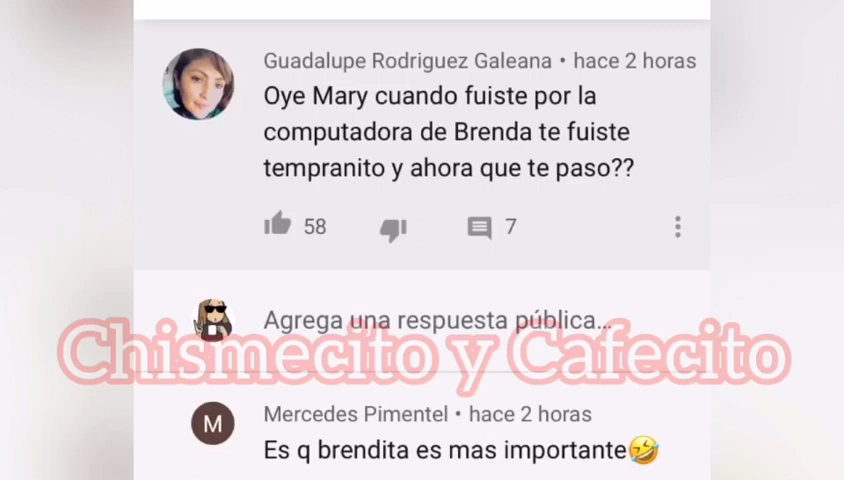 Guadalupe Rodriguez Galeana • hace 2 horas
Oye Mary cuando fuiste por la
computadora de Brenda te fuiste
tempranito y ahora que te paso??
58
7
Agrega una respuesta pública...
Chismecito y Cafecito
M
Mercedes Pimentel • hace 2 horas
Es q brendita es mas importante🤣